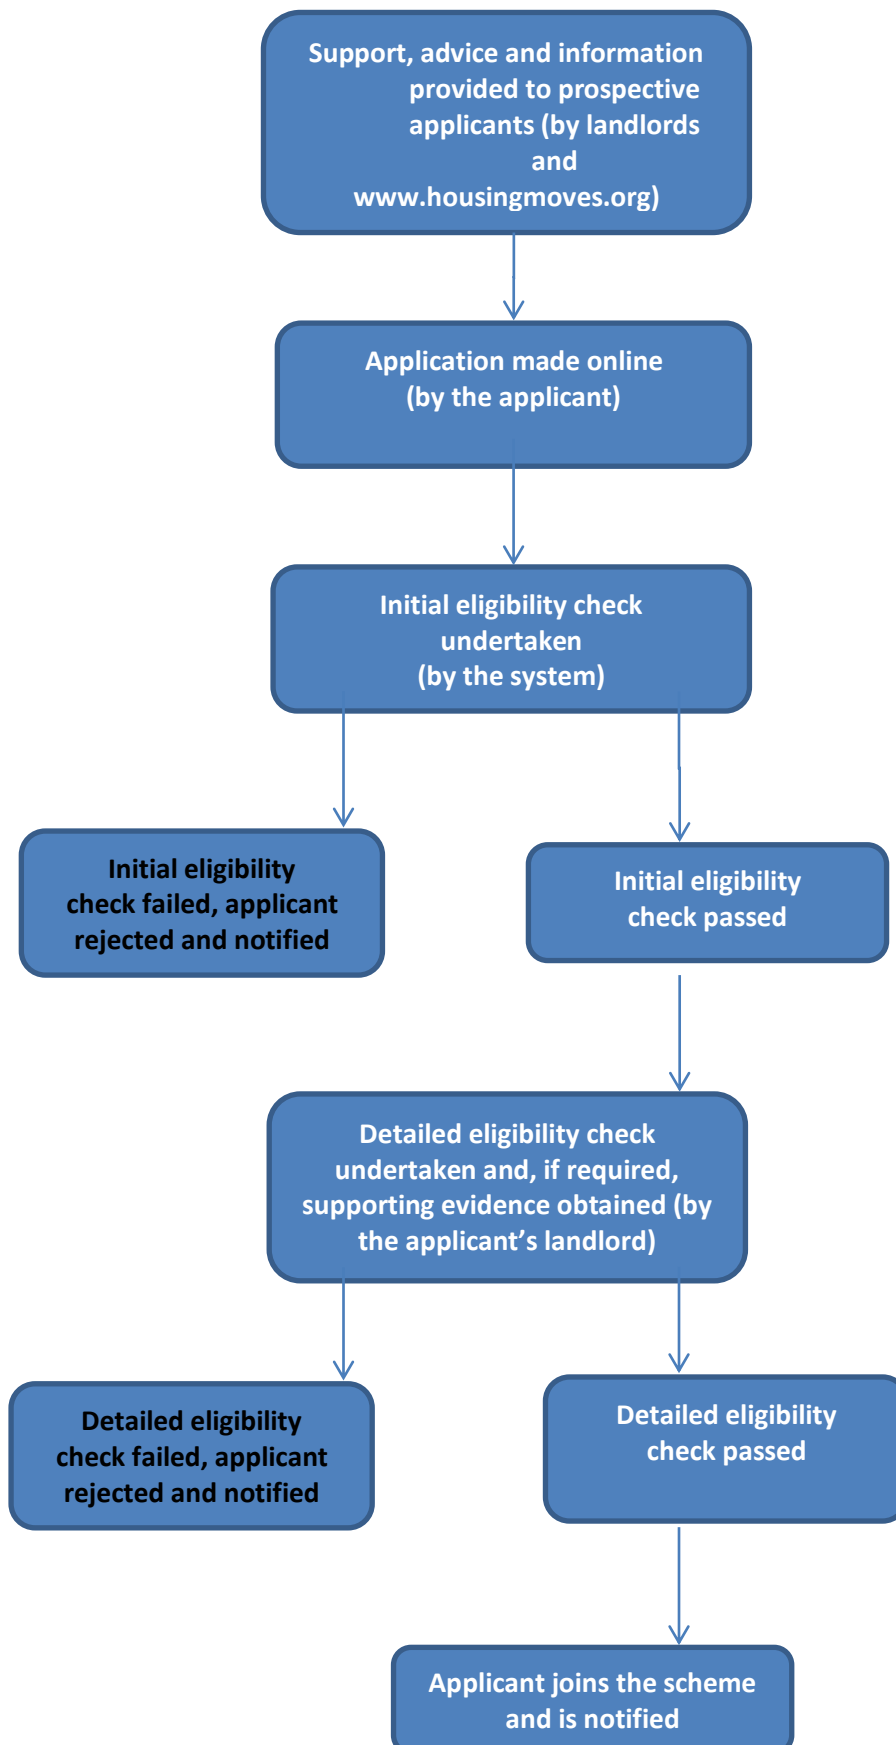 Support, advice and information
provided to prospective
applicants (by landlords
and
www.housingmoves.org)
Application made online
(by the applicant)
Initial eligibility check
undertaken
(by the system)
Initial eligibility
check failed, applicant
rejected and notified
Initial eligibility
check passed
Detailed eligibility check
undertaken and, if required,
supporting evidence obtained (by
the applicant’s landlord)
Detailed eligibility
check failed, applicant
rejected and notified
Detailed eligibility
check passed
Applicant joins the scheme
and is notified